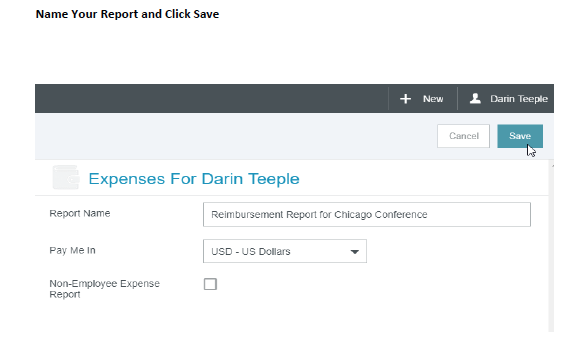 Name Your Report and Click Save
New
Darin Teeple
Cancel
Save
Expenses For Darin Teeple
Report Name
Reimbursement Report for Chicago Conference
Pay Me In
USD - US Dollars
Non-Employee Expense
Report